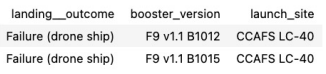 landing__outcome booster_version launch_site
Failure (drone ship) F9 v1.1 B1012 CCAFS LC-40
Failure (drone ship) F9 v1.1 B1015 CCAFS LC-40